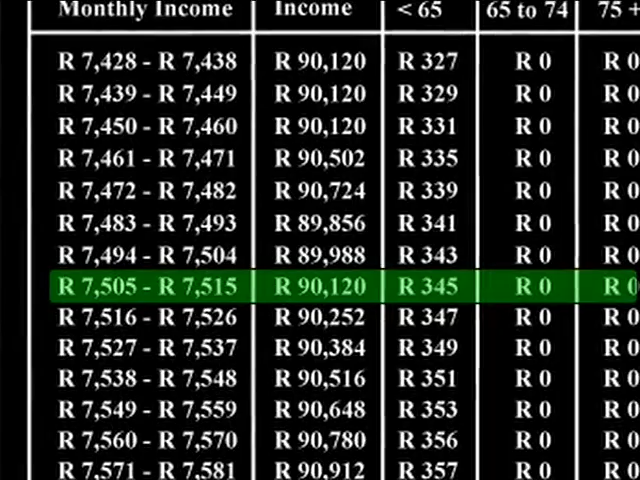 Monthly Income Income < 65 65 to 74 75 +
R 7,428 - R 7,438 R 90,120 R 327 R 0 R 0
R 7,439 - R 7,449 R 90,120 R 329 R 0 R 0
R 7,450 - R 7,460 R 90,120 R 331 R 0 R 0
R 7,461 - R 7,471 R 90,502 R 335 R 0 R 0
R 7,472 - R 7,482 R 90,724 R 339 R 0 R 0
R 7,483 - R 7,493 R 89,856 R 341 R 0 R 0
R 7,494 - R 7,504 R 89,988 R 343 R 0 R 0
R 7,505 - R 7,515 R 90,120 R 345 R 0 R 0
R 7,516 - R 7,526 R 90,252 R 347 R 0 R 0
R 7,527 - R 7,537 R 90,384 R 349 R 0 R 0
R 7,538 - R 7,548 R 90,516 R 351 R 0 R 0
R 7,549 - R 7,559 R 90,648 R 353 R 0 R 0
R 7,560 - R 7,570 R 90,780 R 356 R 0 R 0
R 7,571 - R 7,581 R 90,912 R 357 R 0 R 0